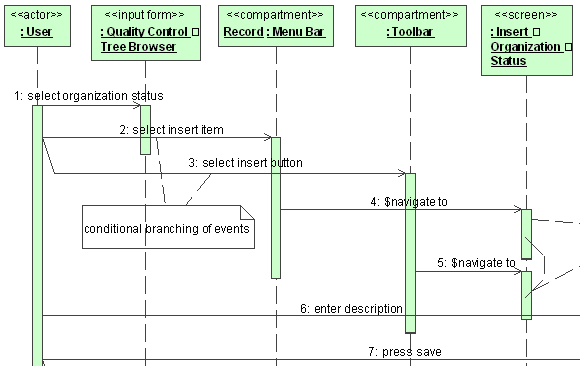 <<actor>>
: User
<<input form>>
: Quality Control
Tree Browser
<<compartment>>
Record : Menu Bar
<<compartment>>
: Toolbar
<<screen>>
: Insert
Organization
Status
1: select organization status
2: select insert item
3: select insert button
4: $navigate to
conditional branching of events
5: $navigate to
6: enter description
7: press save